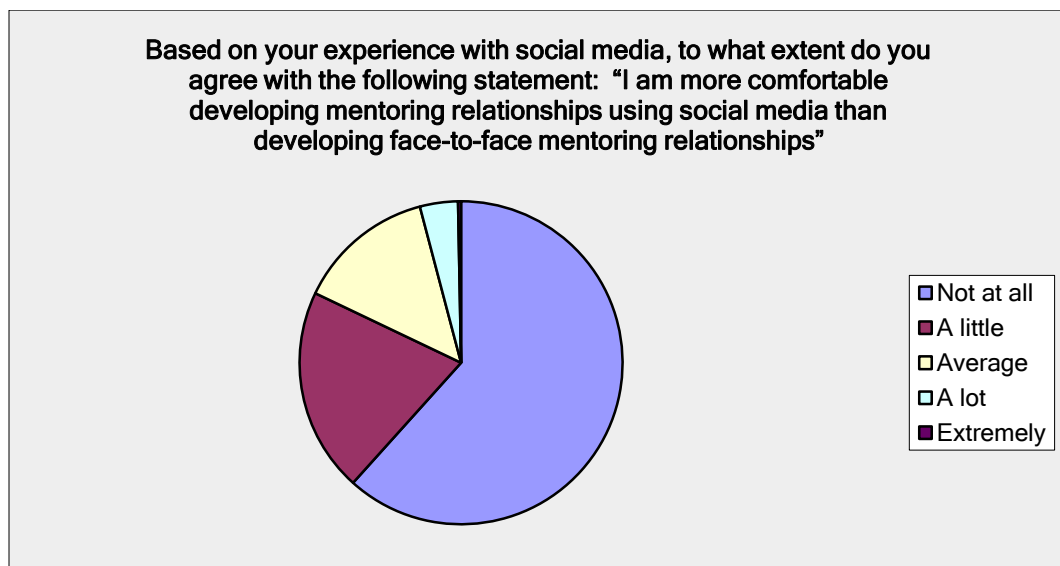 Based on your experience with social media, to what extent do you
agree with the following statement:  “I am more comfortable
developing mentoring relationships using social media than
developing face-to-face mentoring relationships”
Not at all
A little
Average
A lot
Extremely